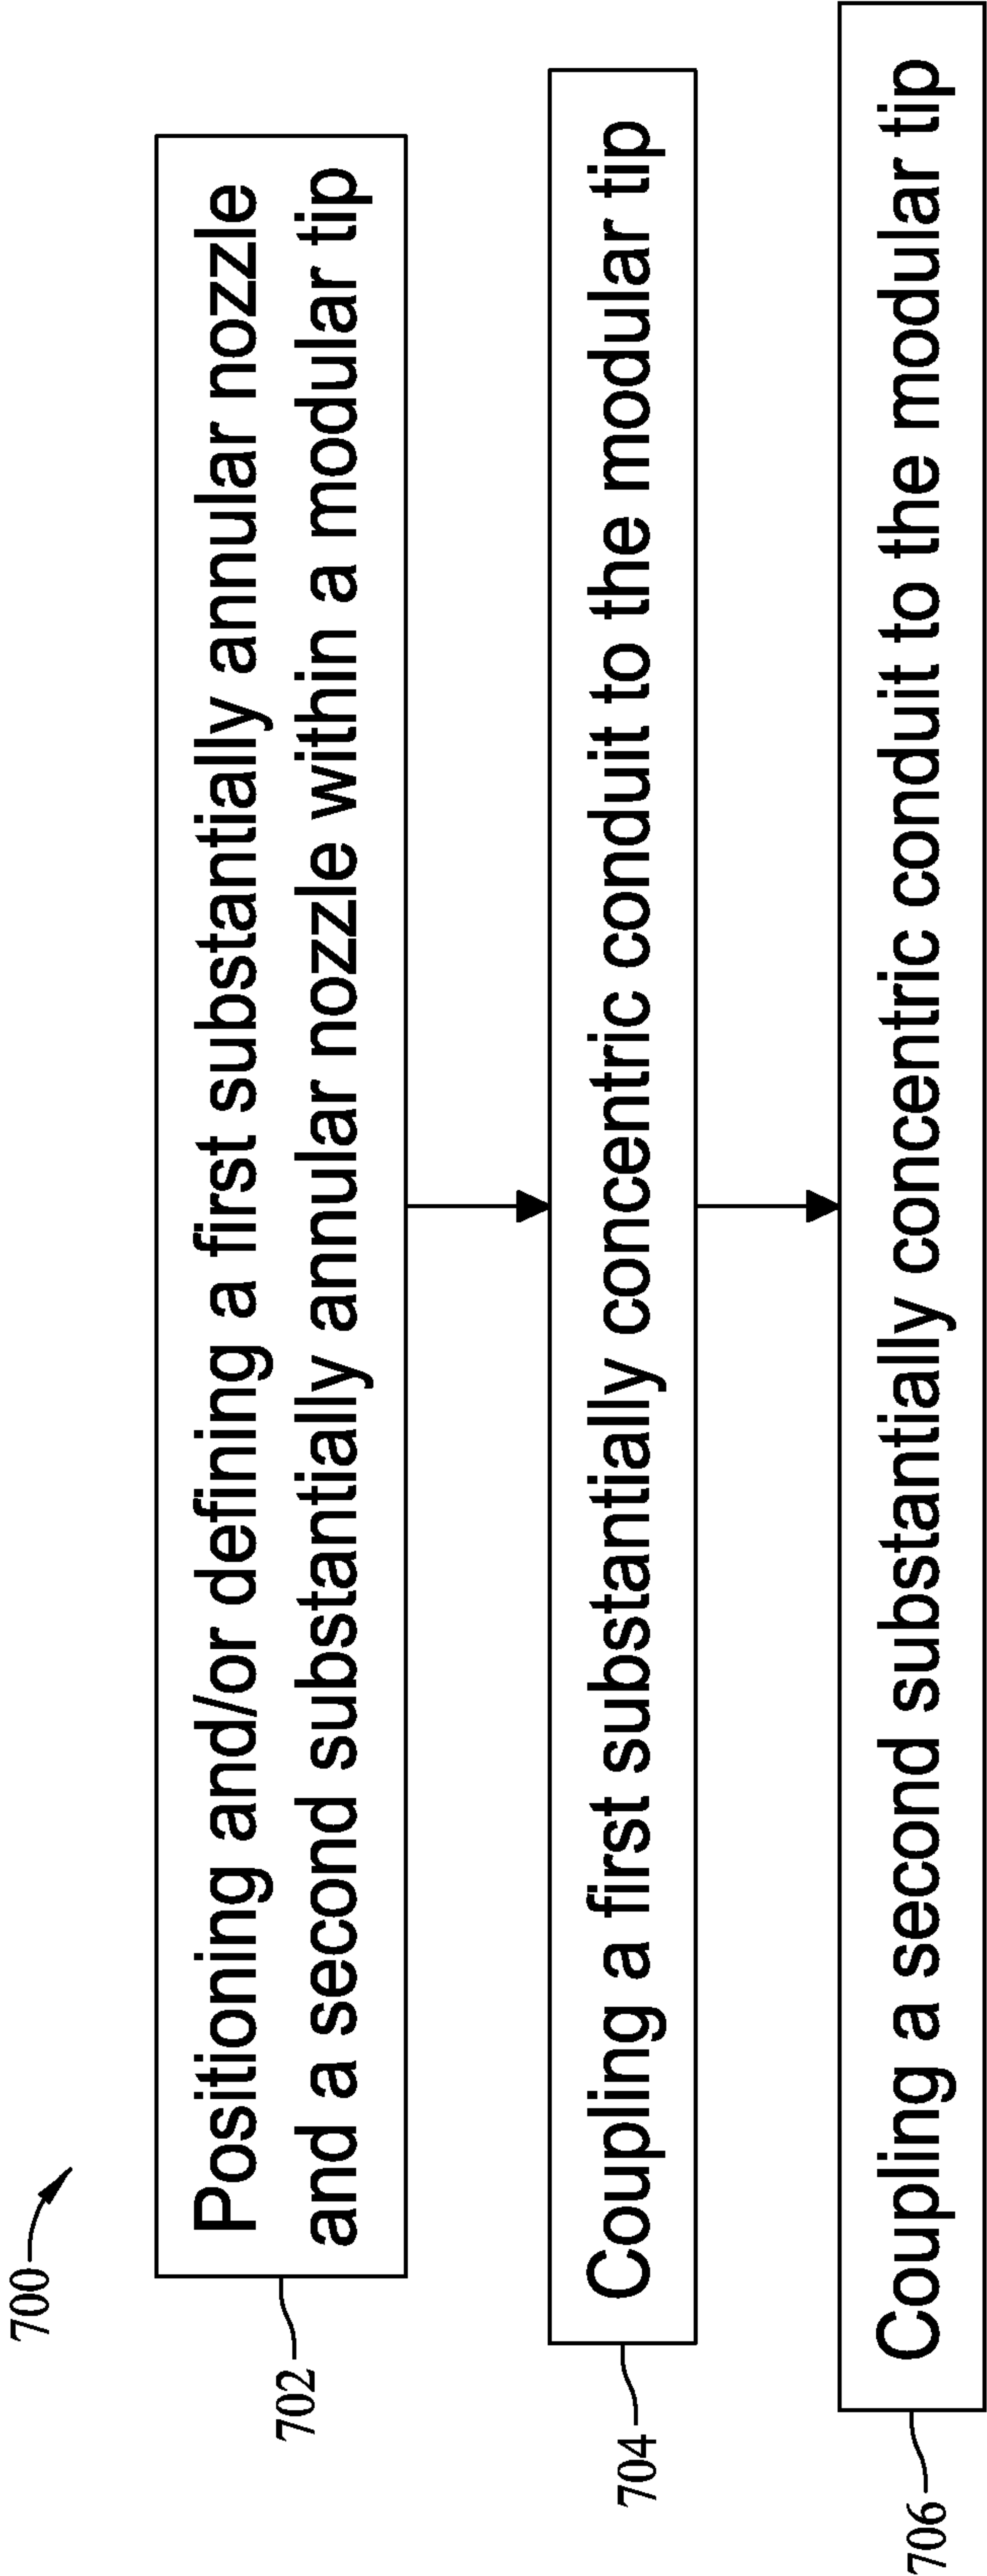 700
702
Positioning and/or defining a first substantially annular nozzle
and a second substantially annular nozzle within a modular tip
704
Coupling a first substantially concentric conduit to the modular tip
706
Coupling a second substantially concentric conduit to the modular tip